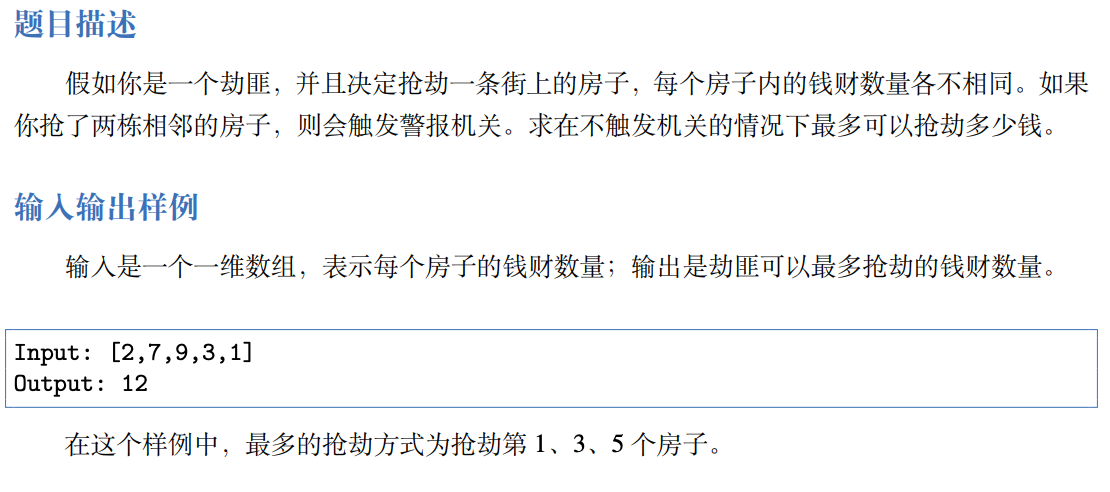 题目描述
假如你是一个劫匪，并且决定抢劫一条街上的房子，每个房子内的钱财数量各不相同。如果
你抢了两栋相邻的房子，则会触发警报机关。求在不触发机关的情况下最多可以抢劫多少钱。
输入输出样例
输入是一个一维数组，表示每个房子的钱财数量；输出是劫匪可以最多抢劫的钱财数量。
Input: [2,7,9,3,1]
Output: 12
在这个样例中，最多的抢劫方式为抢劫第 1、3、5 个房子。